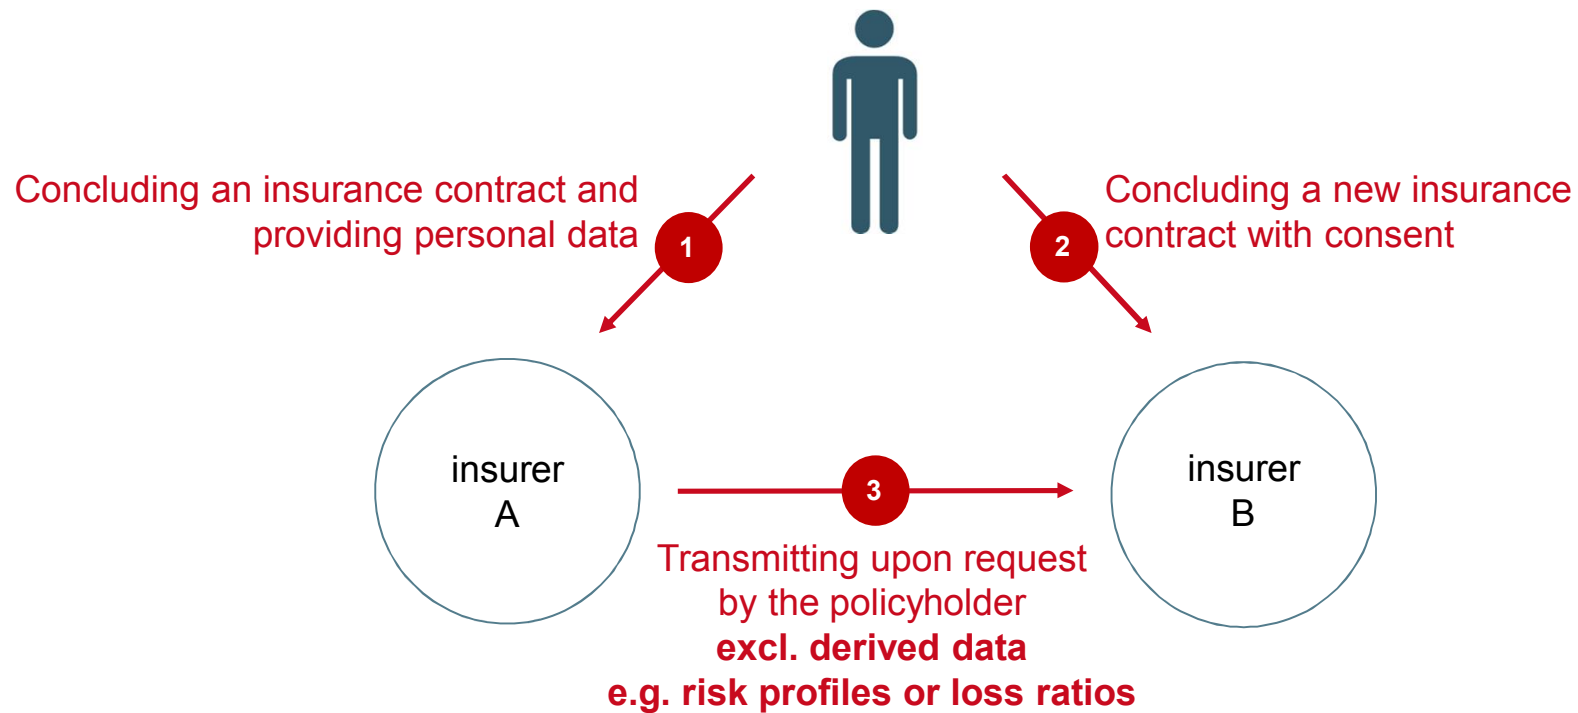 Concluding an insurance contract and
providing personal data
1
2
Concluding a new insurance
contract with consent
insurer
A
3
insurer
B
Transmitting upon request
by the policyholder
excl. derived data
e.g. risk profiles or loss ratios